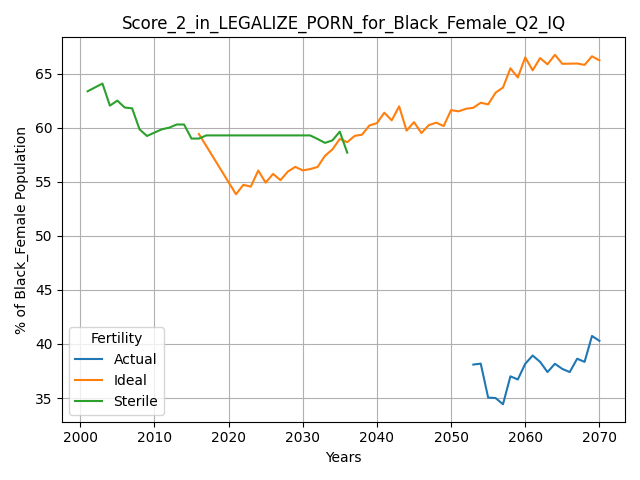 Score_2_in_LEGALIZE_PORN_for_Black_Female_Q2_IQ
% of Black_Female Population
65
60
55
50
45
40
35
Fertility
Actual
Ideal
Sterile
2000 2010 2020 2030 2040 2050 2060 2070
Years